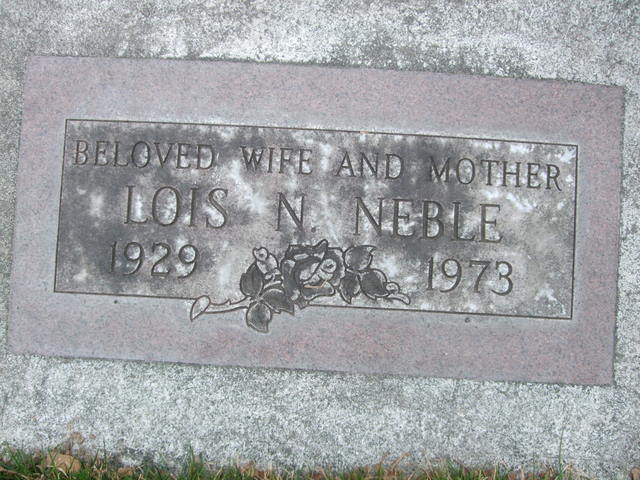 BELOVED WIFE AND MOTHER
LOIS N. NEBLE
1929 1973